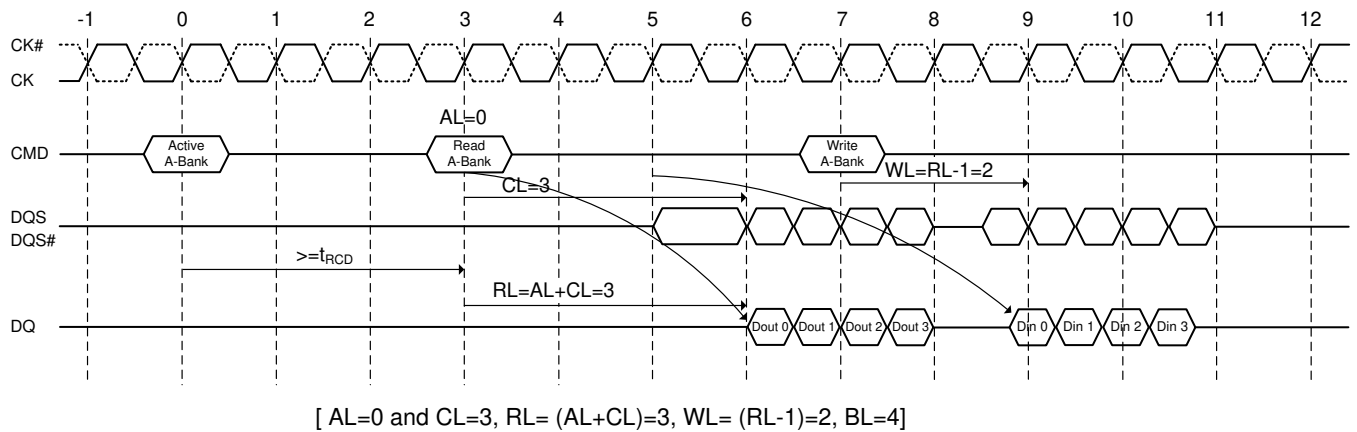 -1 0 1 2 3 4 5 6 7 8 9 10 11 12
CK#
CK
AL=0
CMD
Active
A-Bank
Read
A-Bank
Write
A-Bank
WL=RL-1=2
CL=3
DQS
DQS#
>=tRCD
RL=AL+CL=3
DQ
Dout 0 Dout 1 Dout 2 Dout 3 Din 0 Din 1 Din 2 Din 3
[ AL=0 and CL=3, RL= (AL+CL)=3, WL= (RL-1)=2, BL=4]